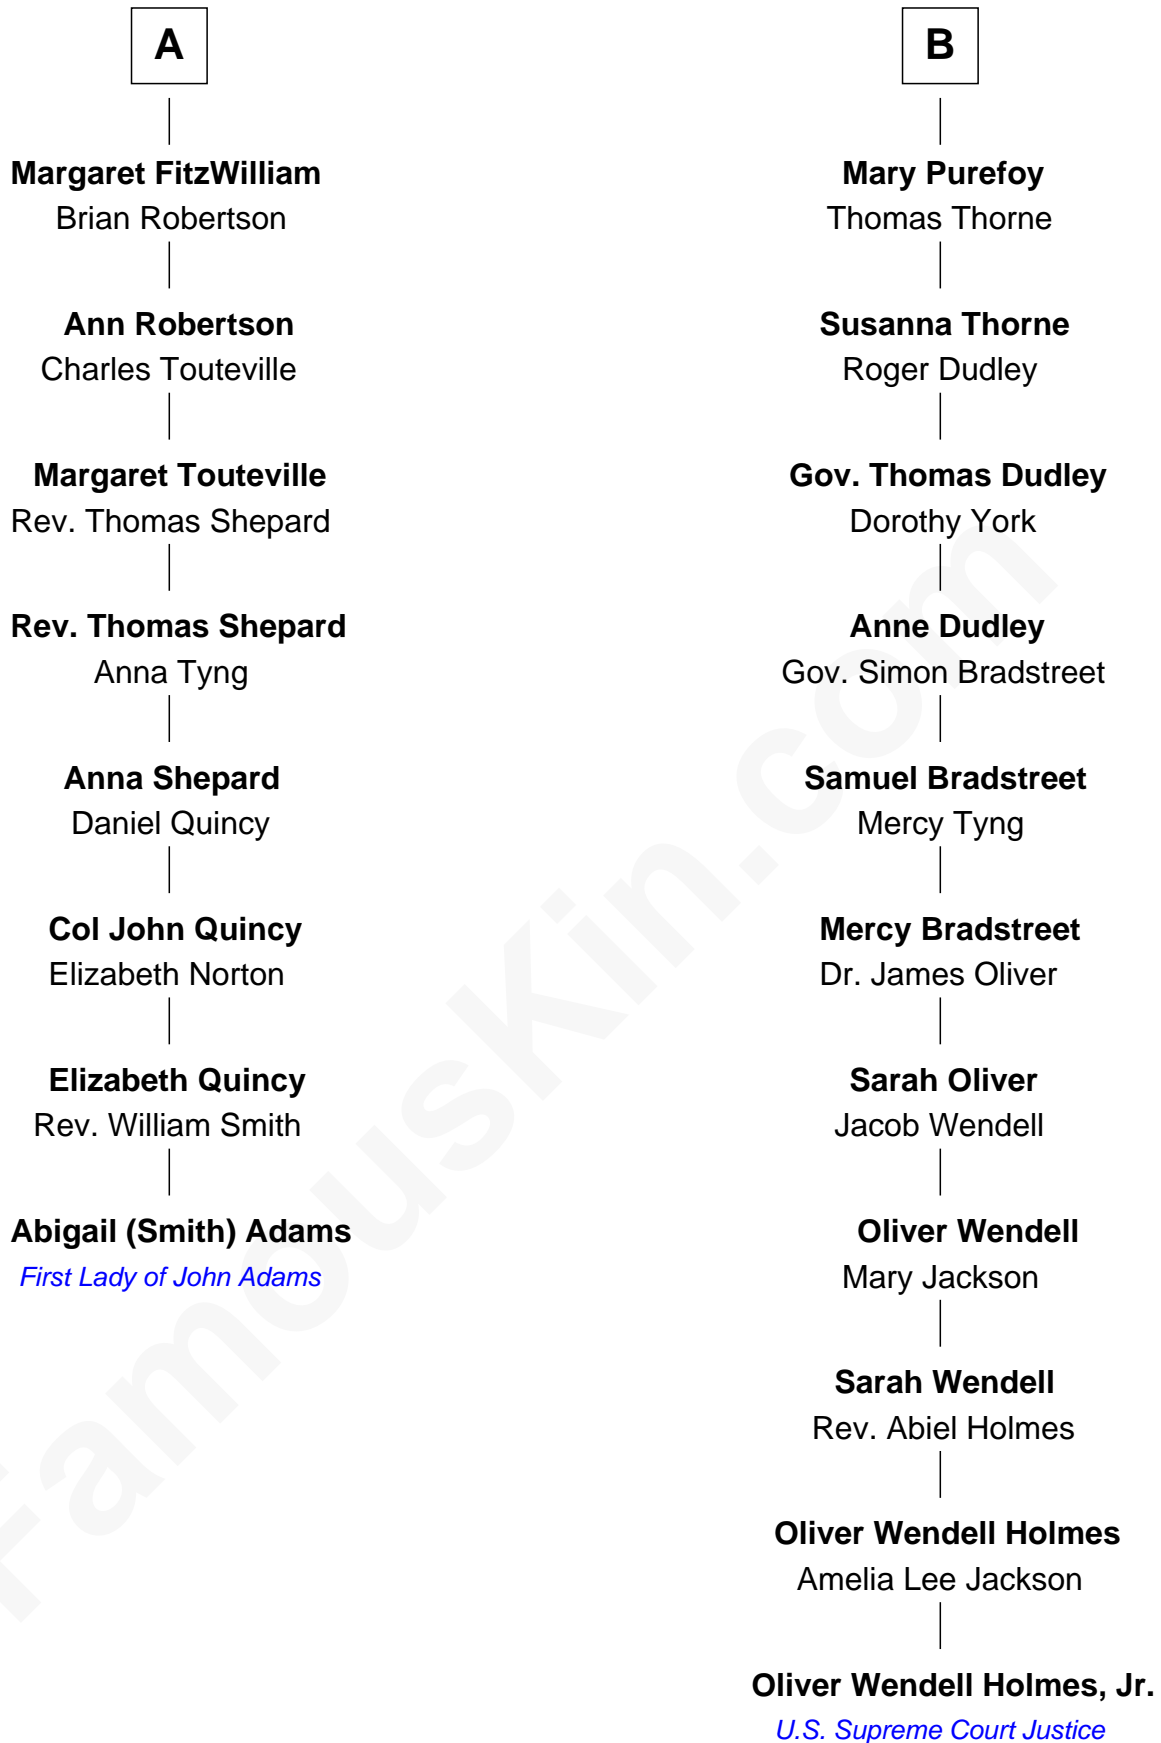 A
Margaret FitzWilliam
Brian Robertson
Ann Robertson
Charles Touteville
Margaret Touteville
Rev. Thomas Shepard
Rev. Thomas Shepard
Anna Tyng
Anna Shepard
Daniel Quincy
Col John Quincy
Elizabeth Norton
Elizabeth Quincy
Rev. William Smith
Abigail (Smith) Adams
First Lady of John Adams
B
Mary Purefoy
Thomas Thorne
Susanna Thorne
Roger Dudley
Gov. Thomas Dudley
Dorothy York
Anne Dudley
Gov. Simon Bradstreet
Samuel Bradstreet
Mercy Tyng
Mercy Bradstreet
Dr. James Oliver
Sarah Oliver
Jacob Wendell
Oliver Wendell
Mary Jackson
Sarah Wendell
Rev. Abiel Holmes
Oliver Wendell Holmes
Amelia Lee Jackson
Oliver Wendell Holmes, Jr.
U.S. Supreme Court Justice
FamousKin.com